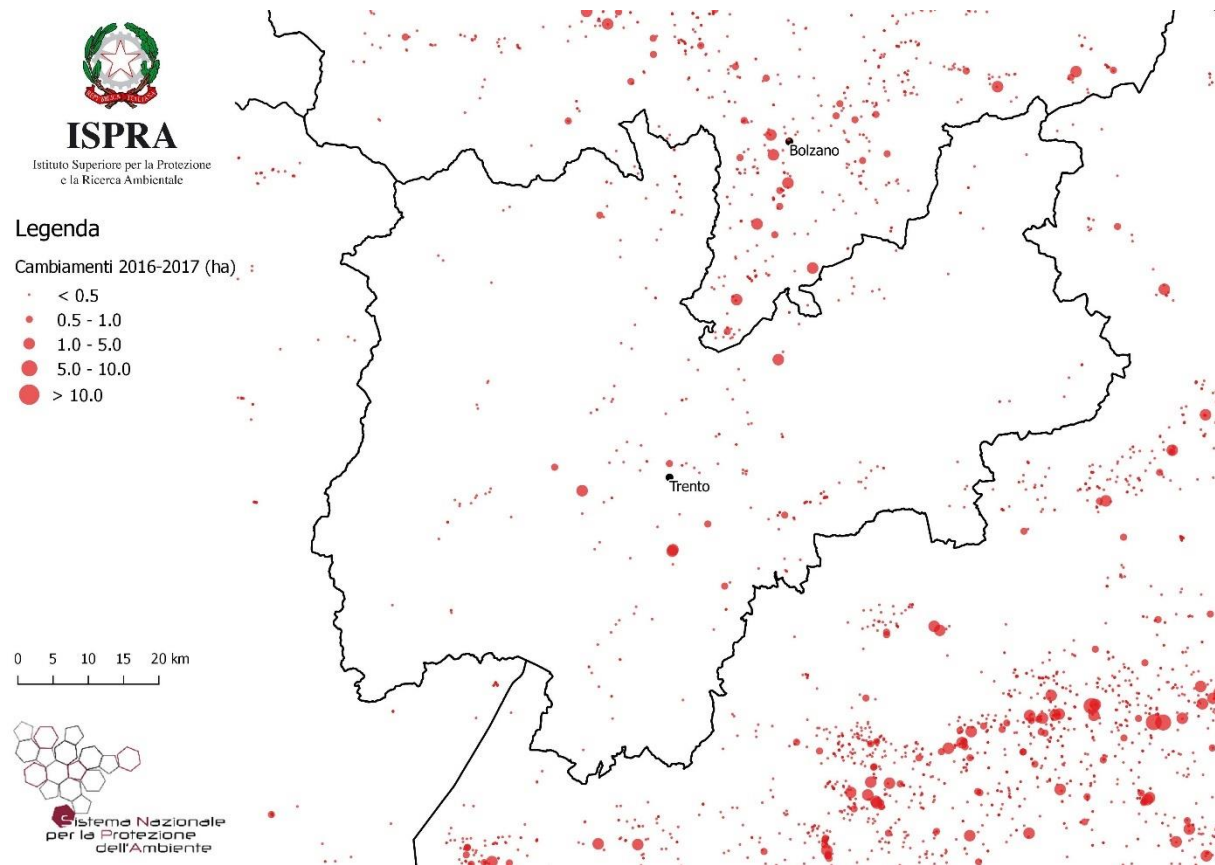 REPVBBLICA ITALIANA
ISPRA
Istituto Superiore per la Protezione
e la Ricerca Ambientale
Legenda
Cambiamenti 2016-2017 (ha)
< 0.5
0.5 - 1.0
1.0 - 5.0
5.0 - 10.0
> 10.0
Bolzano
Trento
0 5 10 15 20 km
Sistema Nazionale
per la Protezione
dell'Ambiente